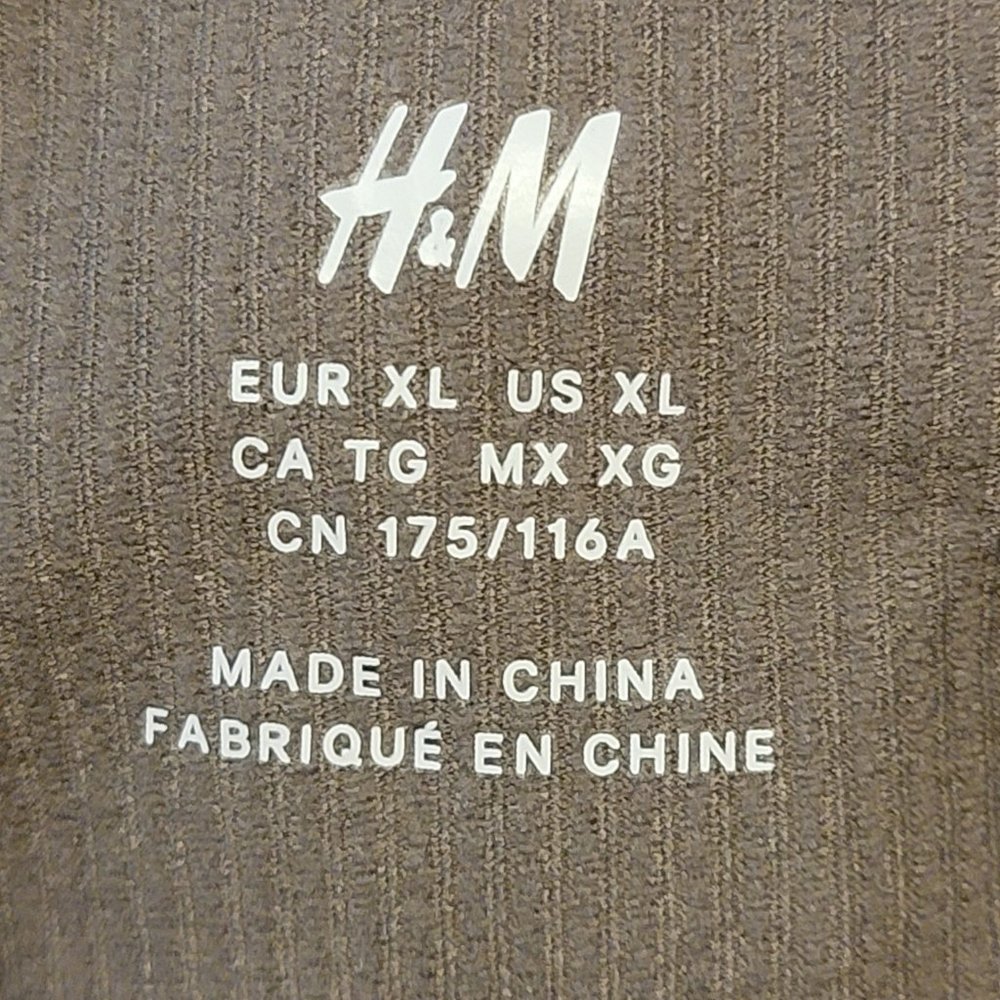 H&M
EUR XL US XL
CA TG MX XG
CN 175/116A
MADE IN CHINA
FABRIQUÉ EN CHINE